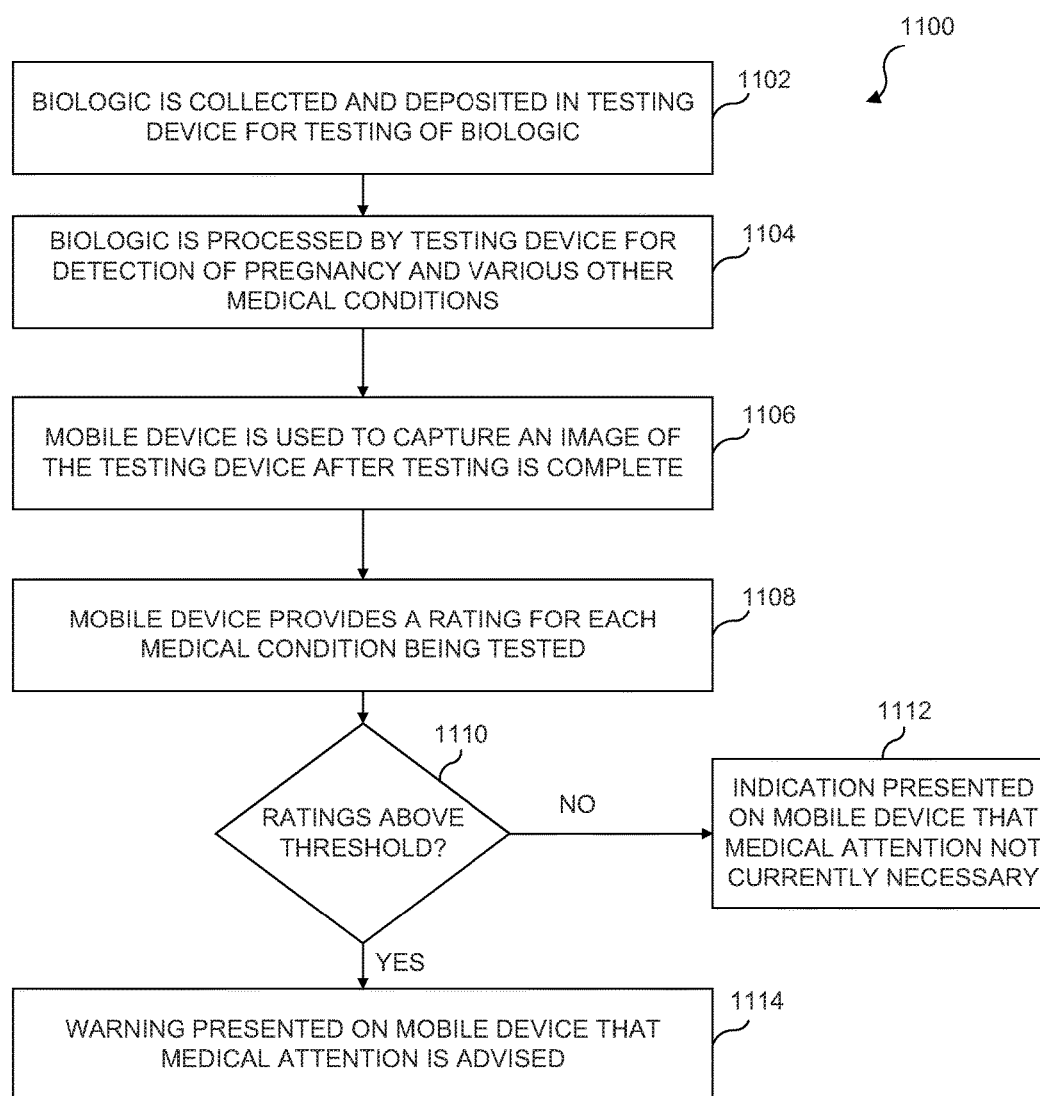 1100
1102
BIOLOGIC IS COLLECTED AND DEPOSITED IN TESTING
DEVICE FOR TESTING OF BIOLOGIC
1104
BIOLOGIC IS PROCESSED BY TESTING DEVICE FOR
DETECTION OF PREGNANCY AND VARIOUS OTHER
MEDICAL CONDITIONS
1106
MOBILE DEVICE IS USED TO CAPTURE AN IMAGE OF
THE TESTING DEVICE AFTER TESTING IS COMPLETE
1108
MOBILE DEVICE PROVIDES A RATING FOR EACH
MEDICAL CONDITION BEING TESTED
1110
RATINGS ABOVE
THRESHOLD?
NO
1112
INDICATION PRESENTED
ON MOBILE DEVICE THAT
MEDICAL ATTENTION NOT
CURRENTLY NECESSARY
YES
1114
WARNING PRESENTED ON MOBILE DEVICE THAT
MEDICAL ATTENTION IS ADVISED